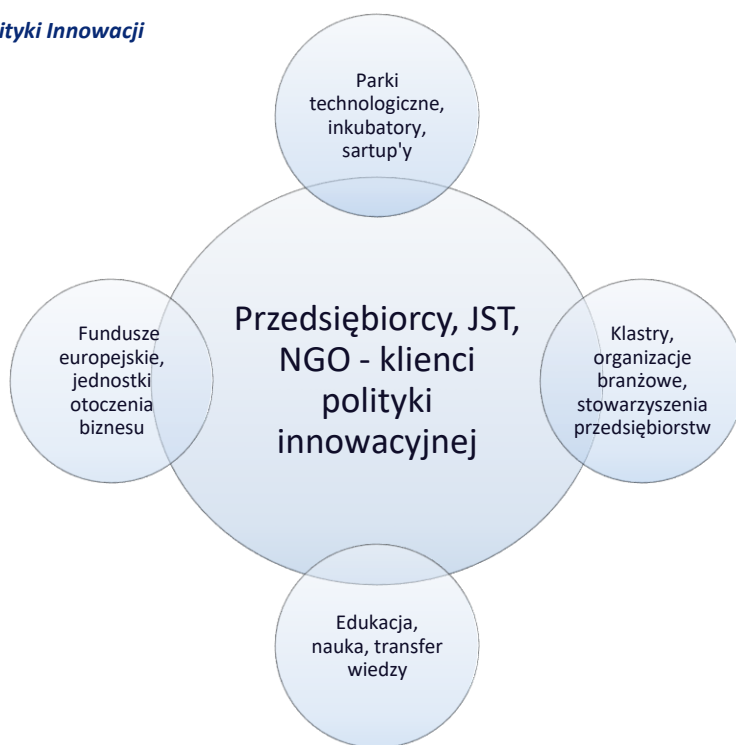 ityki Innowacji
Parki
technologiczne,
inkubatory,
sartup'y
Przedsiębiorcy, JST,
NGO - klienci
polityki
innowacyjnej
Fundusze
europejskie,
jednostki
otoczenia
biznesu
Klastry,
organizacje
branżowe,
stowarzyszenia
przedsiębiorstw
Edukacja,
nauka, transfer
wiedzy